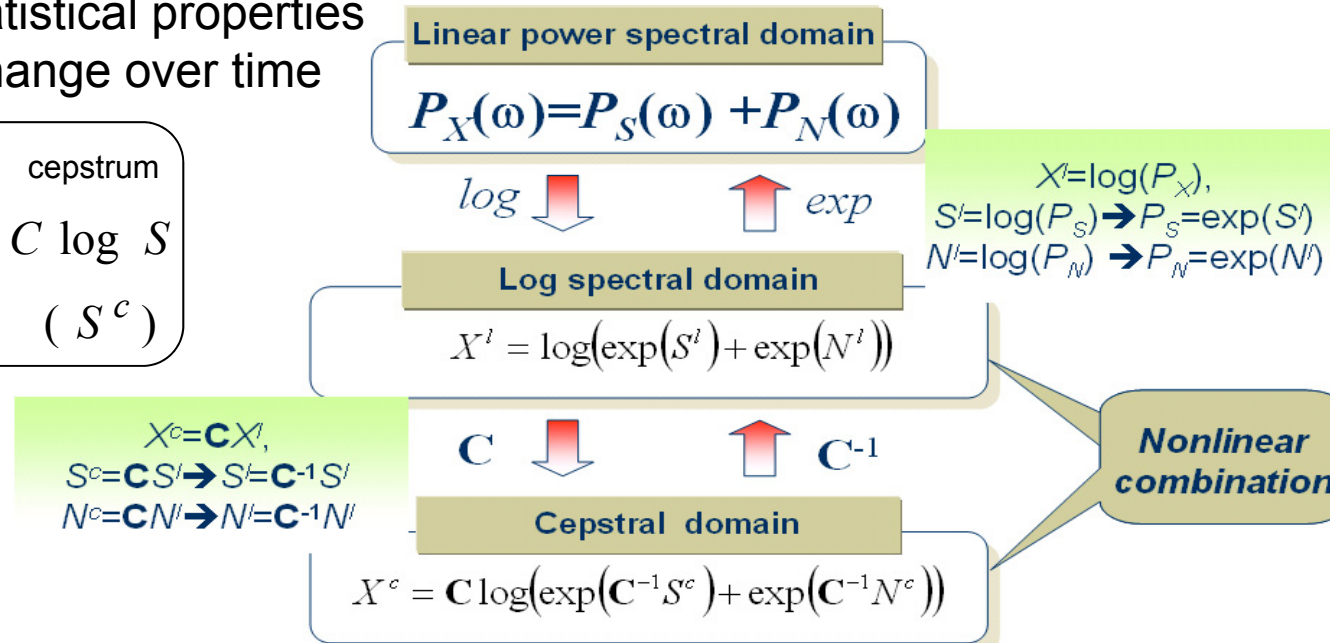 atistical properties
hange over time
cepstrum
C log S
( S^c )
Linear power spectral domain
P_X(ω)=P_S(ω) +P_N(ω)
log
exp
X^l=log(P_X),
S^l=log(P_S)➔P_S=exp(S^l)
N^l=log(P_N) ➔P_N=exp(N^l)
Log spectral domain
X^l = log(exp(S^l)+exp(N^l))
X^c=CX^l,
S^c=CS^l➔S^l=C^-1S^l
N^c=CN^l➔N^l=C^-1N^l
C
C^-1
Nonlinear
combination
Cepstral domain
X^c = C log(exp(C^-1S^c)+exp(C^-1N^c))